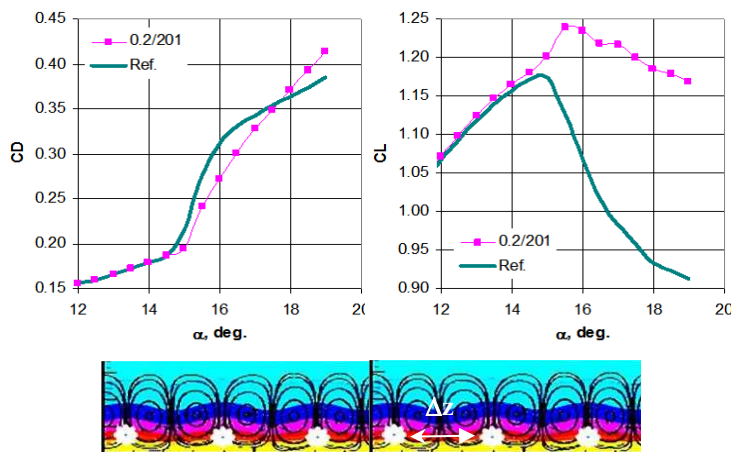 0.45
0.40
0.35
0.30
0.25
0.20
0.15
CD
0.2/201
Ref.
12 14 16 18 20
α, deg.
1.25
1.20
1.15
1.10
1.05
1.00
0.95
0.90
CL
0.2/201
Ref.
12 14 16 18 20
α, deg.
Δz